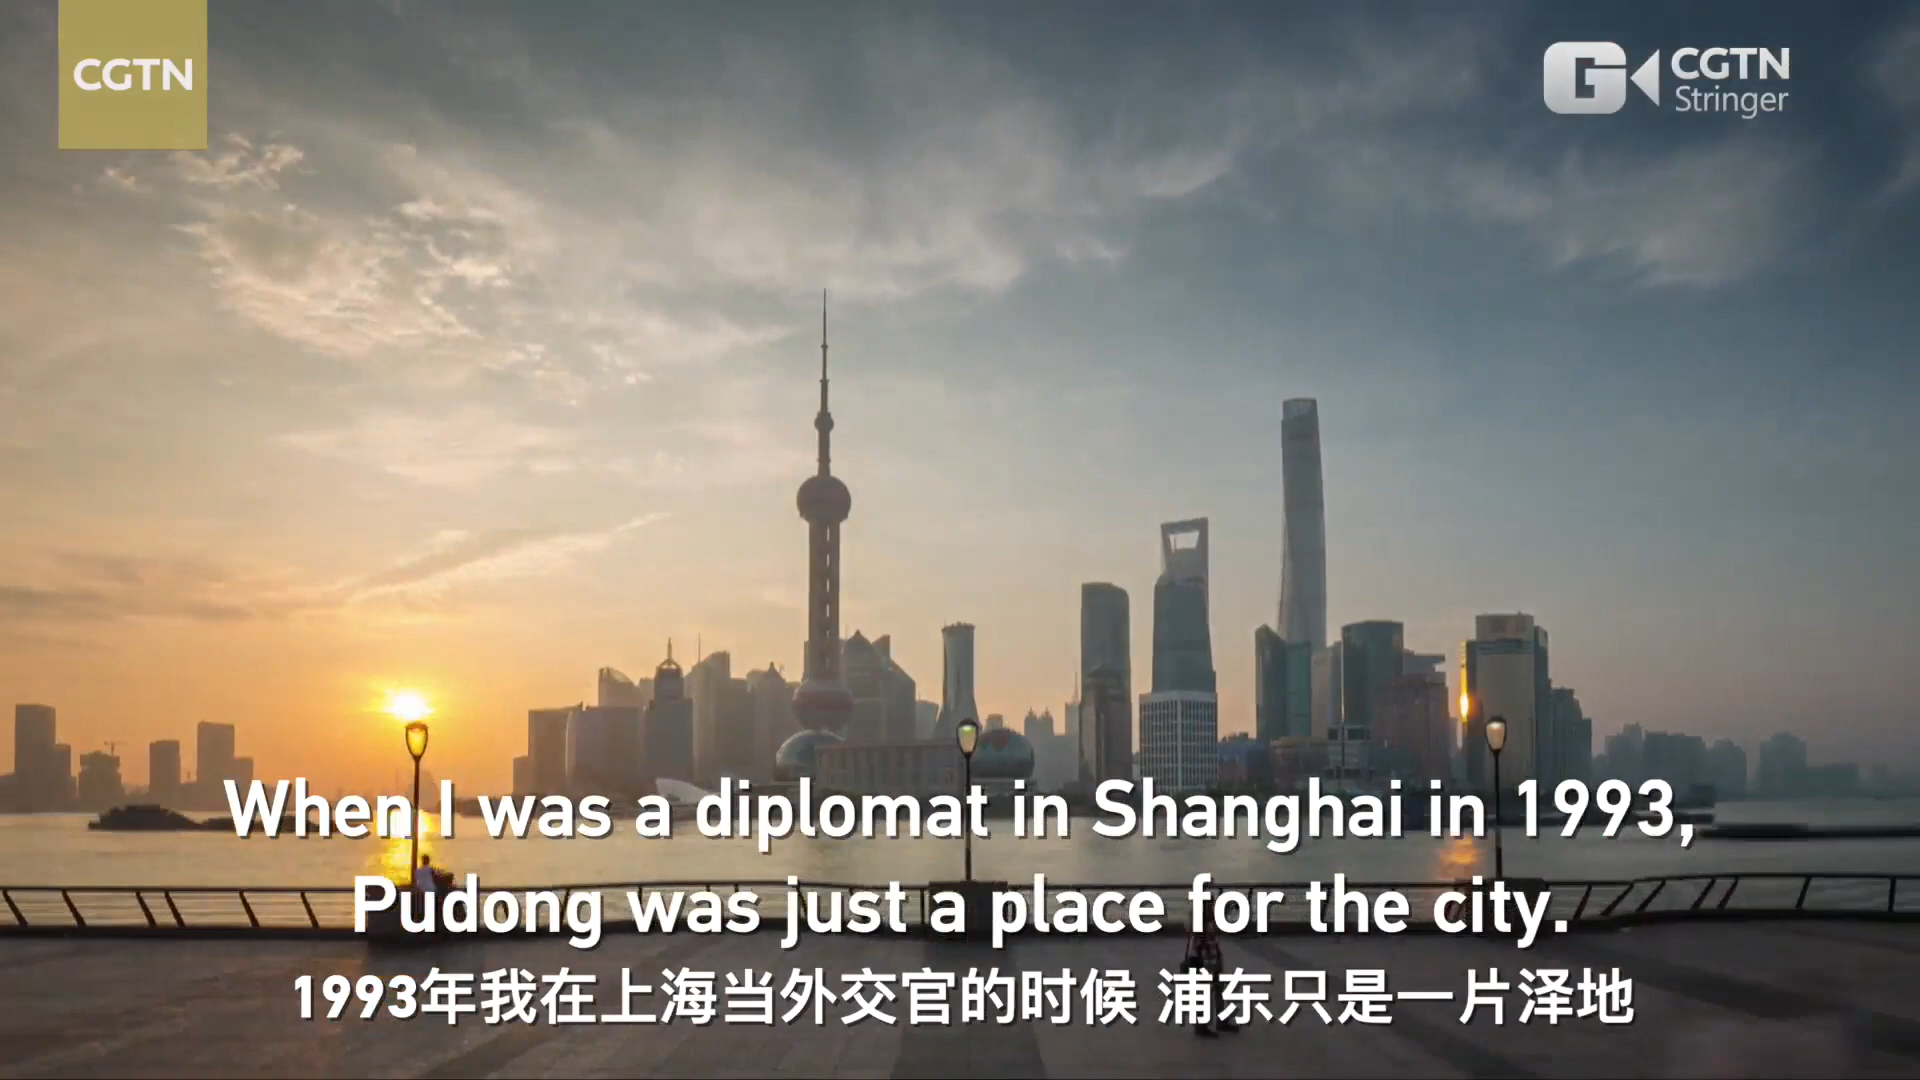 CGTN
CGTN
Stringer
When I was a diplomat in Shanghai in 1993,
Pudong was just a place for the city.
1993年我在上海当外交官的时候 浦东只是一片泽地